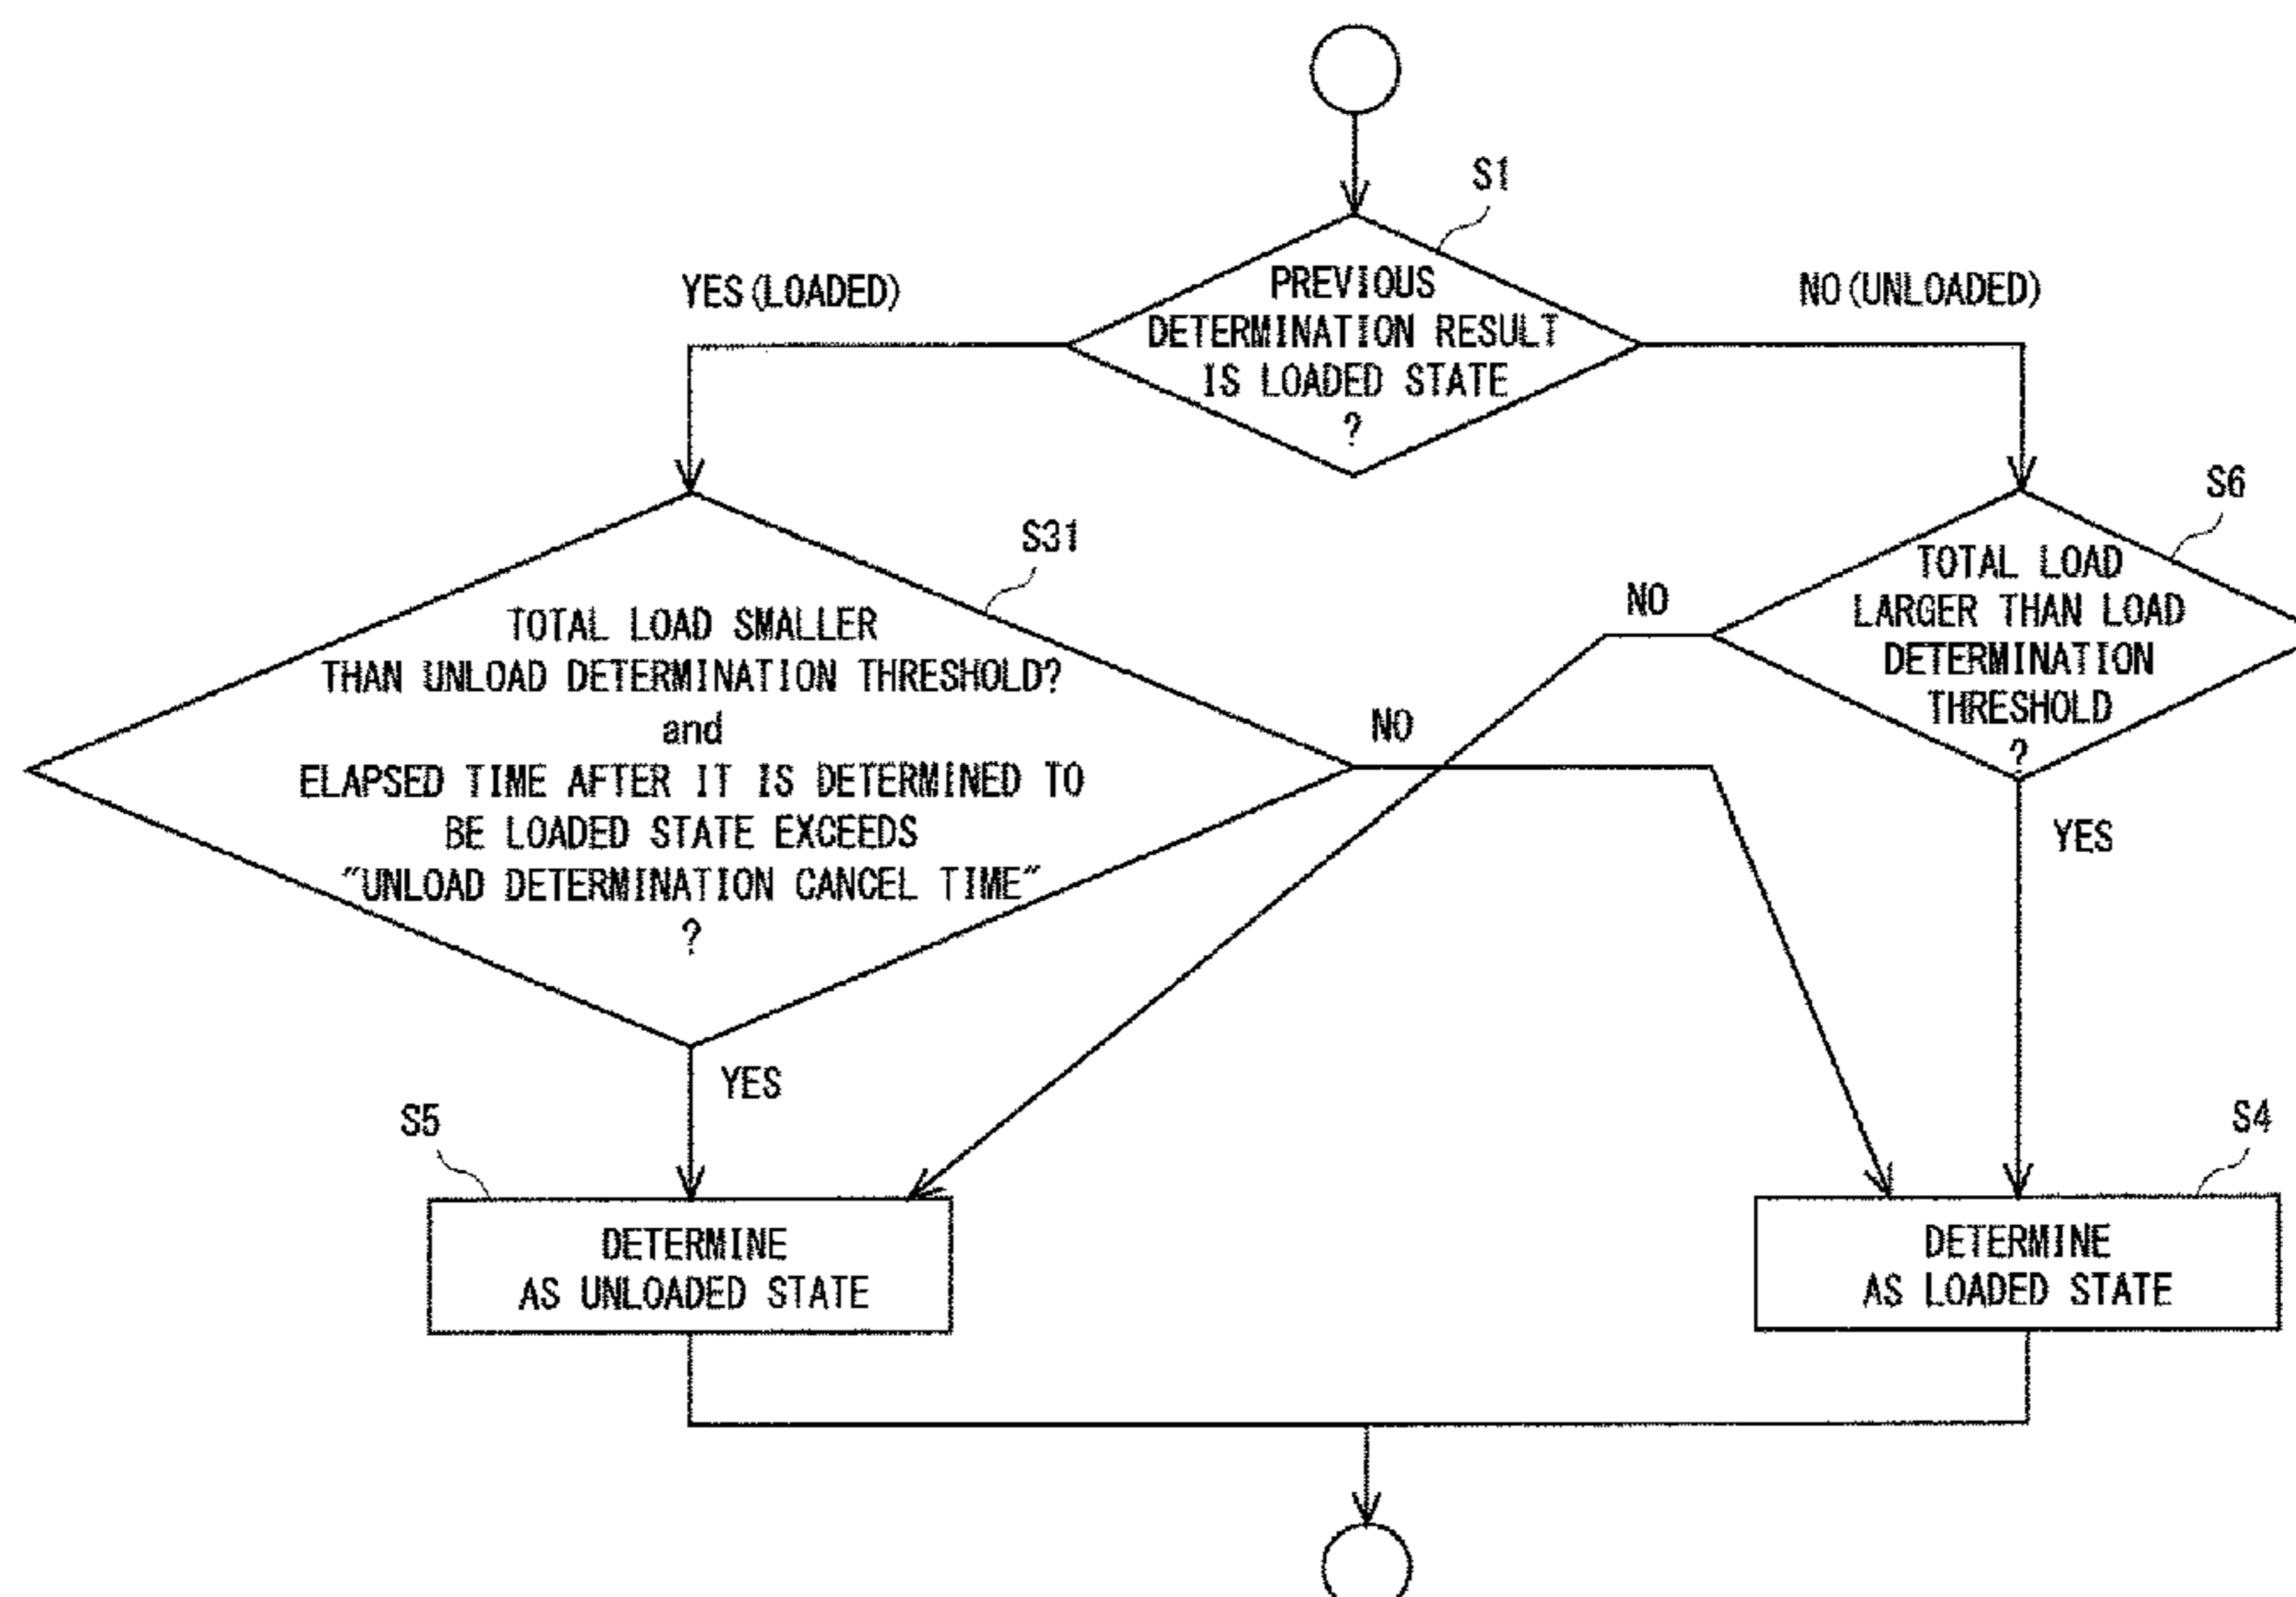 S1
YES(LOADED)
PREVIOUS
DETERMINATION RESULT
IS LOADED STATE
?
NO(UNLOADED)
S31
TOTAL LOAD SMALLER
THAN UNLOAD DETERMINATION THRESHOLD?
and
ELAPSED TIME AFTER IT IS DETERMINED TO
BE LOADED STATE EXCEEDS
"UNLOAD DETERMINATION CANCEL TIME"
?
NO
YES
S6
TOTAL LOAD
LARGER THAN LOAD
DETERMINATION
THRESHOLD
?
NO
YES
S5
DETERMINE
AS UNLOADED STATE
S4
DETERMINE
AS LOADED STATE